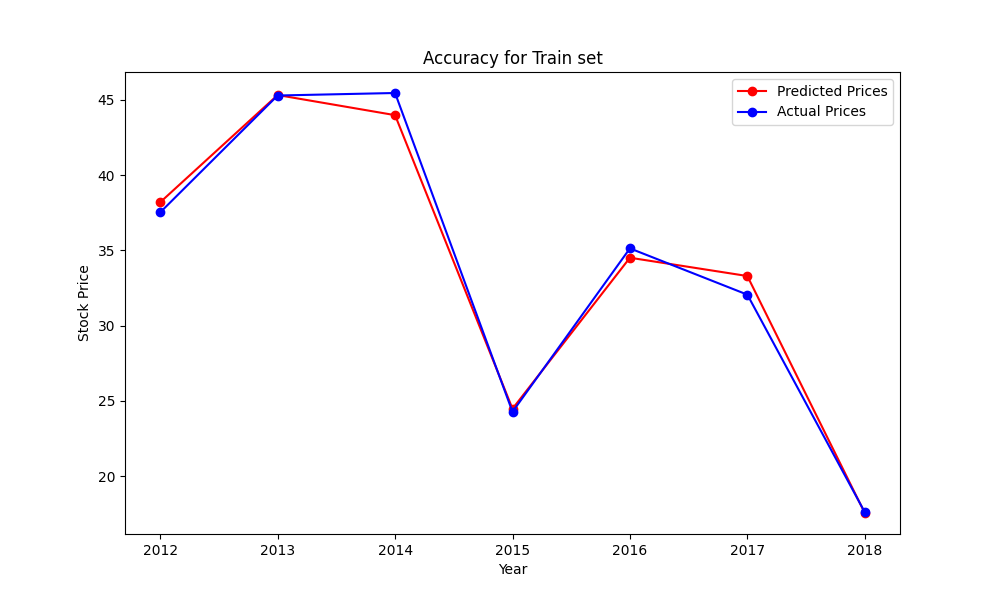 Accuracy for Train set
Predicted Prices
Actual Prices
Stock Price
45
40
35
30
25
20
2012 2013 2014 2015 2016 2017 2018
Year